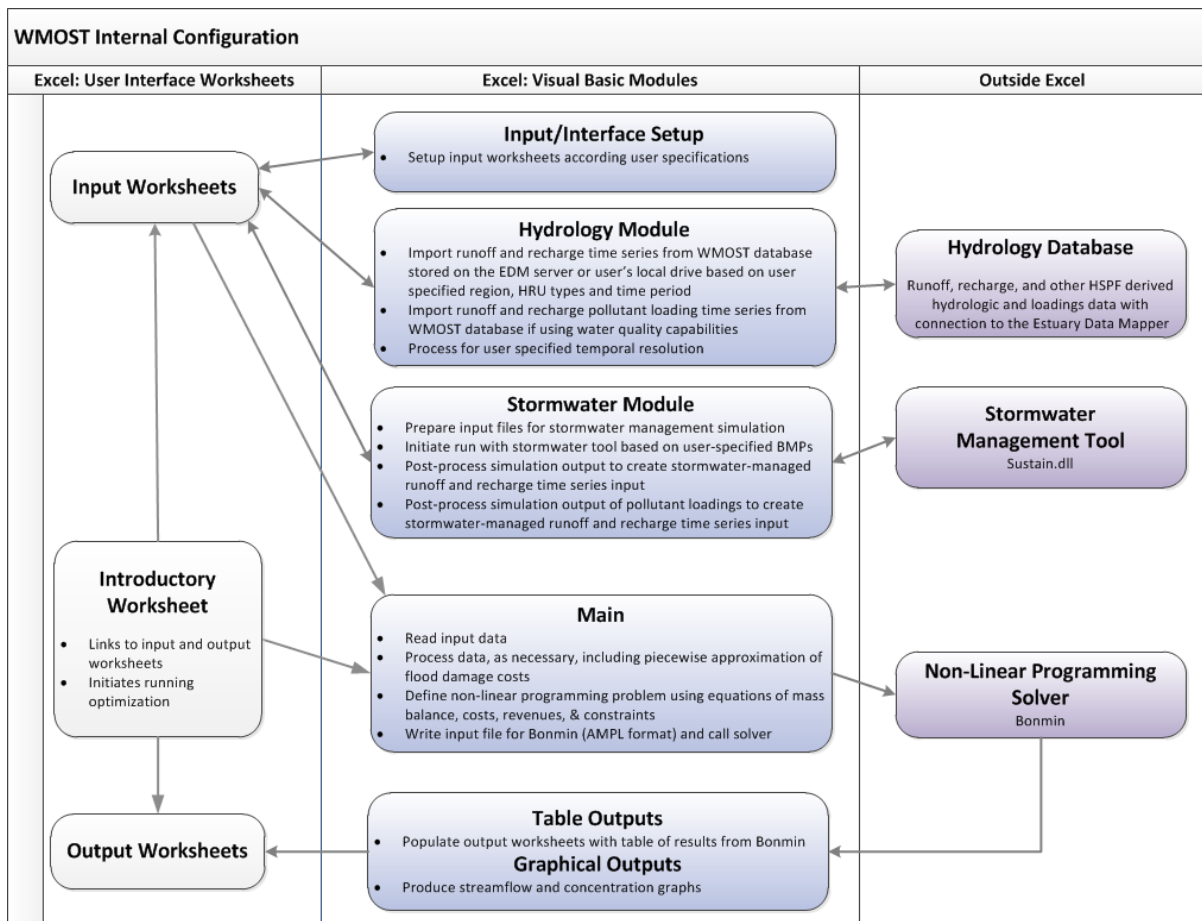 WMOST Internal Configuration
Excel: User Interface Worksheets
Excel: Visual Basic Modules
Outside Excel
Input Worksheets
Input/Interface Setup
• Setup input worksheets according user specifications
Hydrology Module
• Import runoff and recharge time series from WMOST database
stored on the EDM server or user's local drive based on user
specified region, HRU types and time period
• Import runoff and recharge pollutant loading time series from
WMOST database if using water quality capabilities
• Process for user specified temporal resolution
Hydrology Database
Runoff, recharge, and other HSPF derived
hydrologic and loadings data with
connection to the Estuary Data Mapper
Stormwater Module
• Prepare input files for stormwater management simulation
• Initiate run with stormwater tool based on user-specified BMPs
• Post-process simulation output to create stormwater-managed
runoff and recharge time series input
• Post-process simulation output of pollutant loadings to create
stormwater-managed runoff and recharge time series input
Stormwater
Management Tool
Sustain.dll
Introductory
Worksheet
• Links to input and output
worksheets
• Initiates running
optimization
Main
• Read input data
• Process data, as necessary, including piecewise approximation of
flood damage costs
• Define non-linear programming problem using equations of mass
balance, costs, revenues, & constraints
• Write input file for Bonmin (AMPL format) and call solver
Non-Linear Programming
Solver
Bonmin
Output Worksheets
Table Outputs
• Populate output worksheets with table of results from Bonmin
Graphical Outputs
• Produce streamflow and concentration graphs